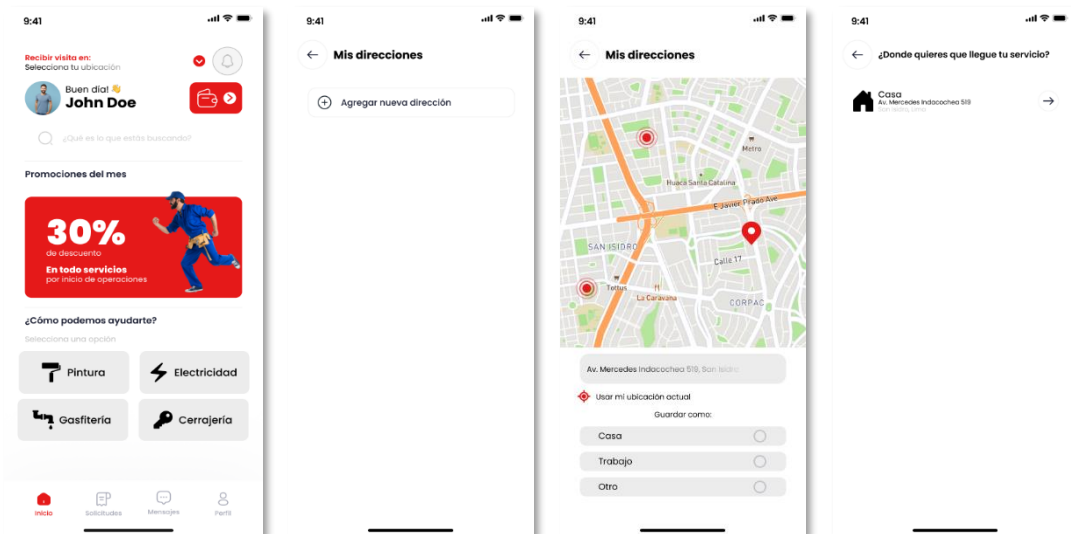 9:41
Recibir visita en:
Selecciona tu ubicación
Buen día! 👋
John Doe
¿Qué es lo que estás buscando?
Promociones del mes
30%
de descuento
En todo servicios
por inicio de operaciones
¿Cómo podemos ayudarte?
Selecciona una opción
Pintura
Electricidad
Gasfitería
Cerrajería
Inicio
Solicitudes
Mensajes
Perfil
9:41
Mis direcciones
Agregar nueva dirección
9:41
Mis direcciones
Metro
Huaca Santa Catalina
E Javier Prado Ave
SAN ISIDRO
Calle 17
Tottus
La Caravana
CORPAC
Av. Mercedes Indacochea 519, San Isidro
Usar mi ubicación actual
Guardar como:
Casa
Trabajo
Otro
9:41
¿Donde quieres que llegue tu servicio?
Casa
Av. Mercedes Indacochea 519
San Isidro, Lima